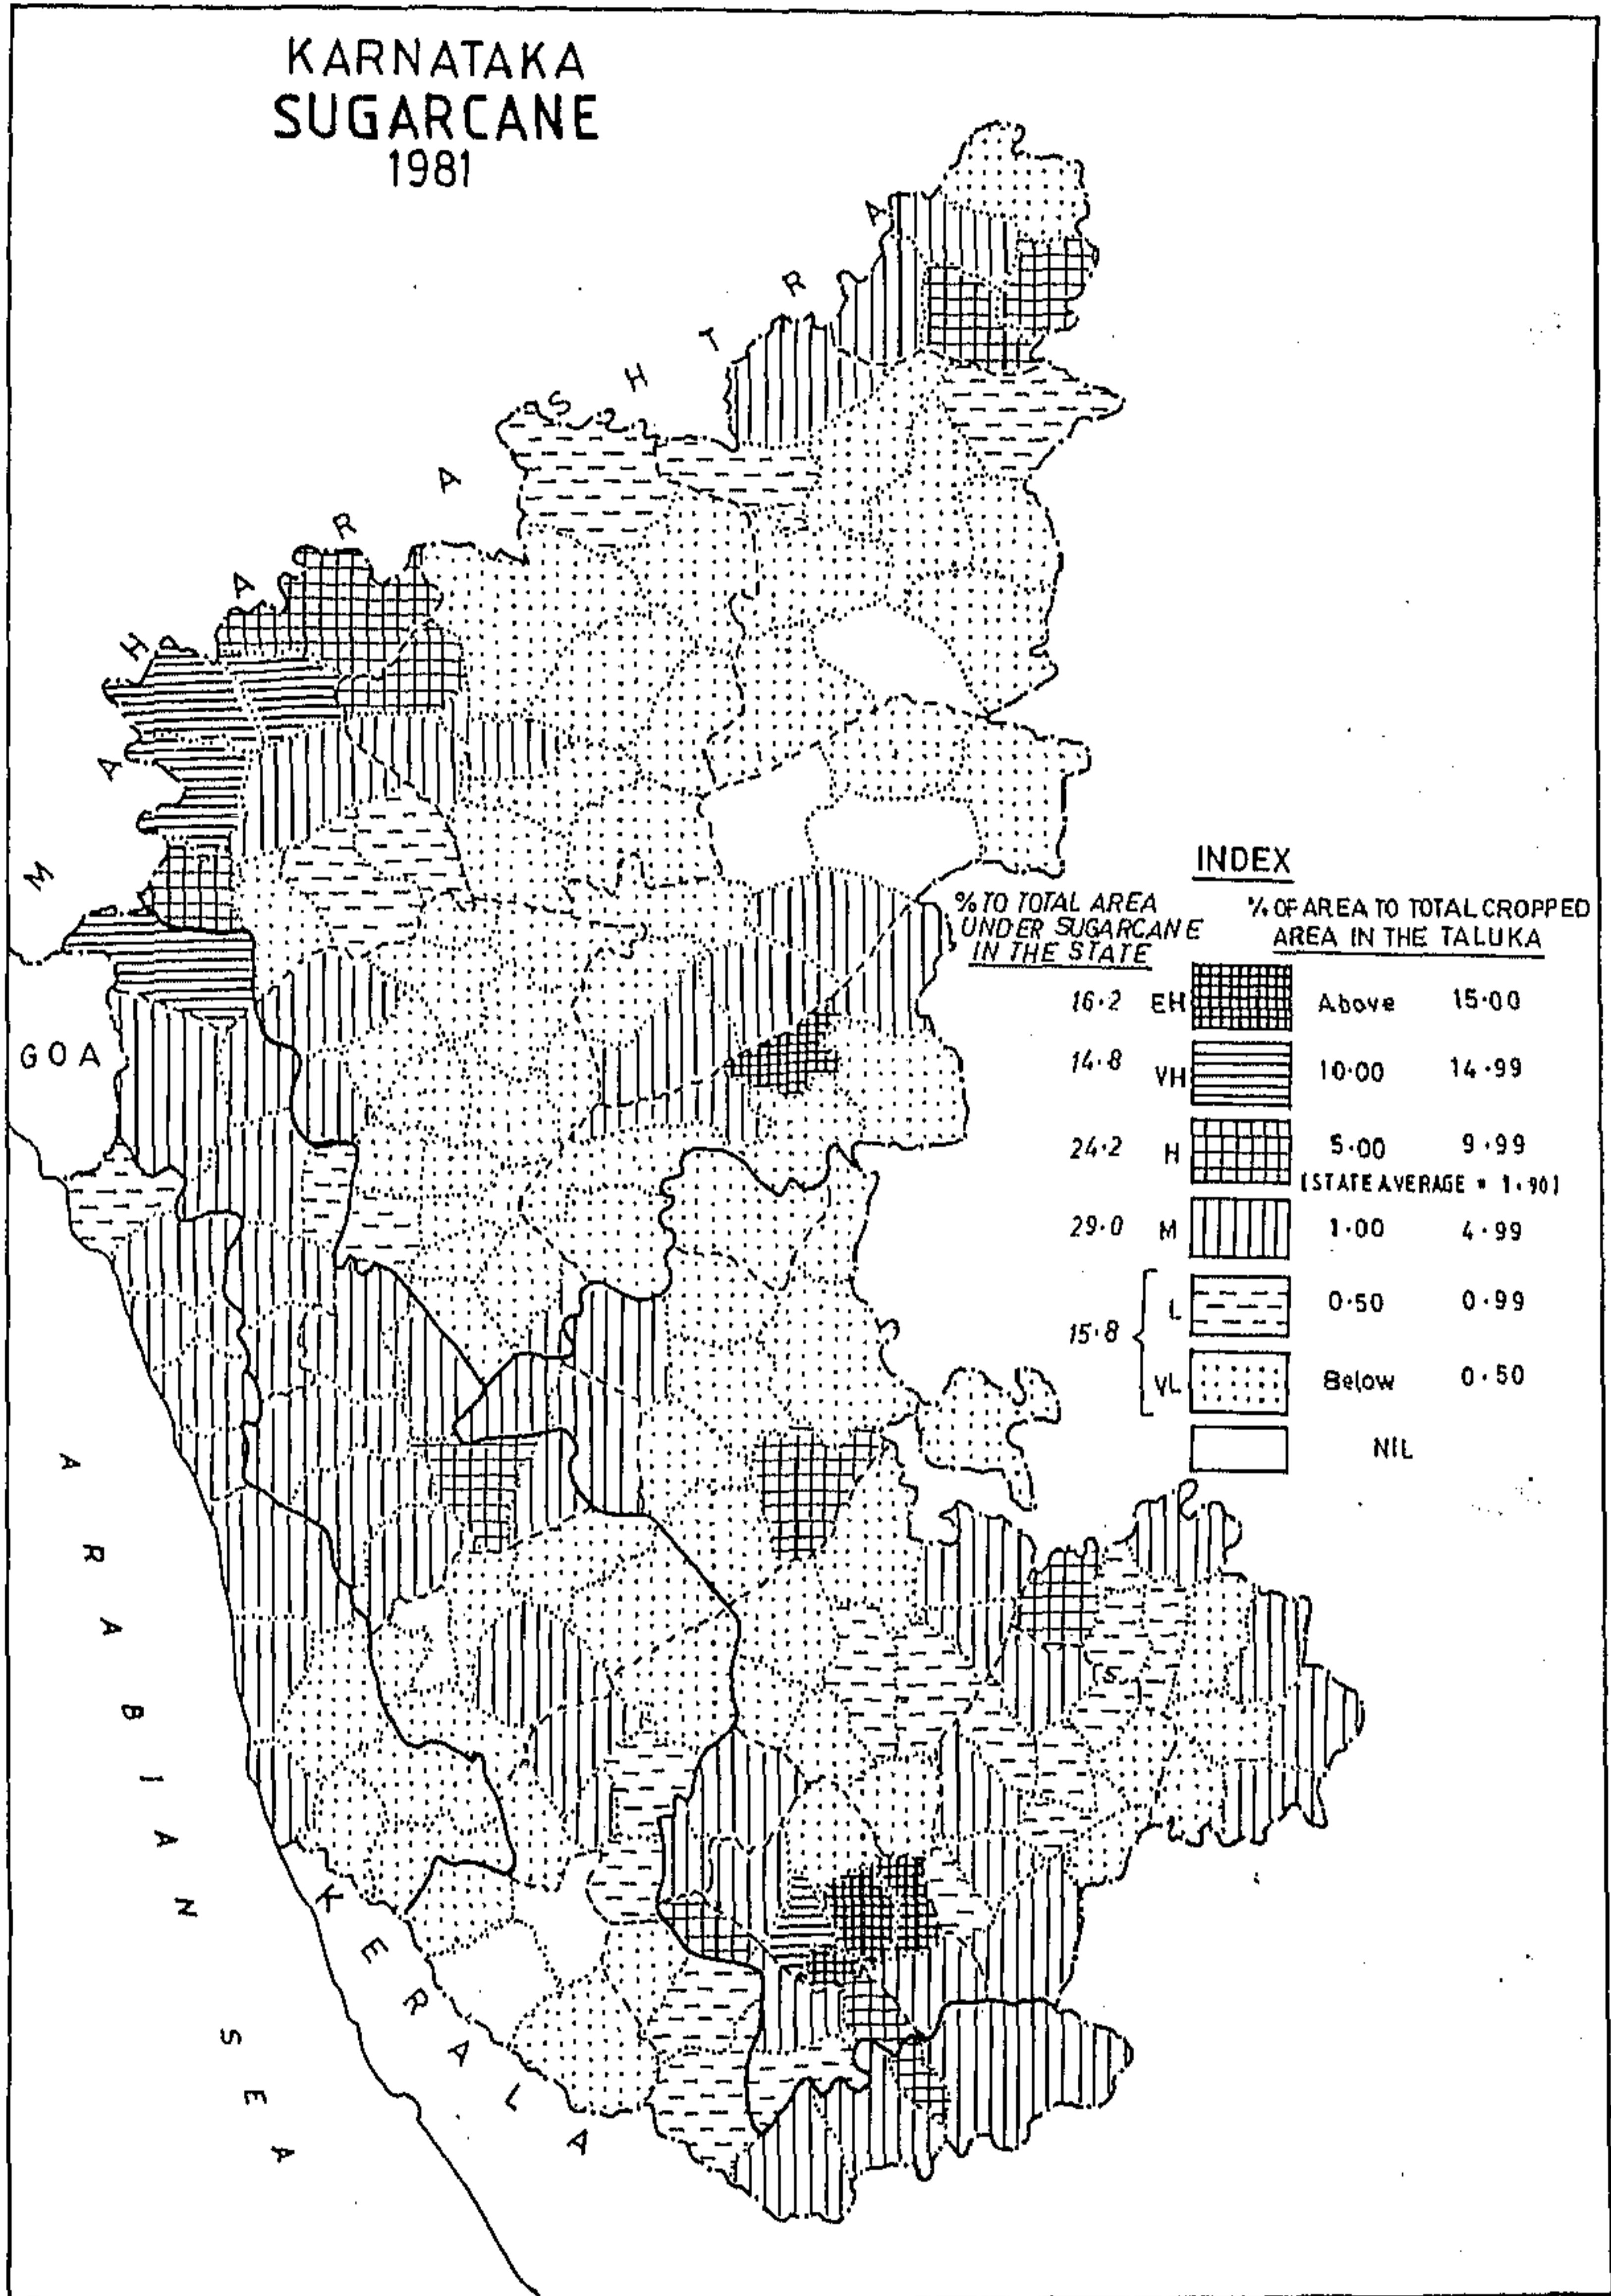 KARNATAKA
SUGARCANE
1981
MAHARASHTRA
GOA
ARABIAN SEA
KERALA
INDEX
% TO TOTAL AREA
UNDER SUGARCANE
IN THE STATE
% OF AREA TO TOTAL CROPPED
AREA IN THE TALUKA
16.2 EH Above 15.00
14.8 VH 10.00 14.99
24.2 H 5.00 9.99
[STATE AVERAGE = 1.90]
29.0 M 1.00 4.99
15.8
L 0.50 0.99
VL Below 0.50
NIL